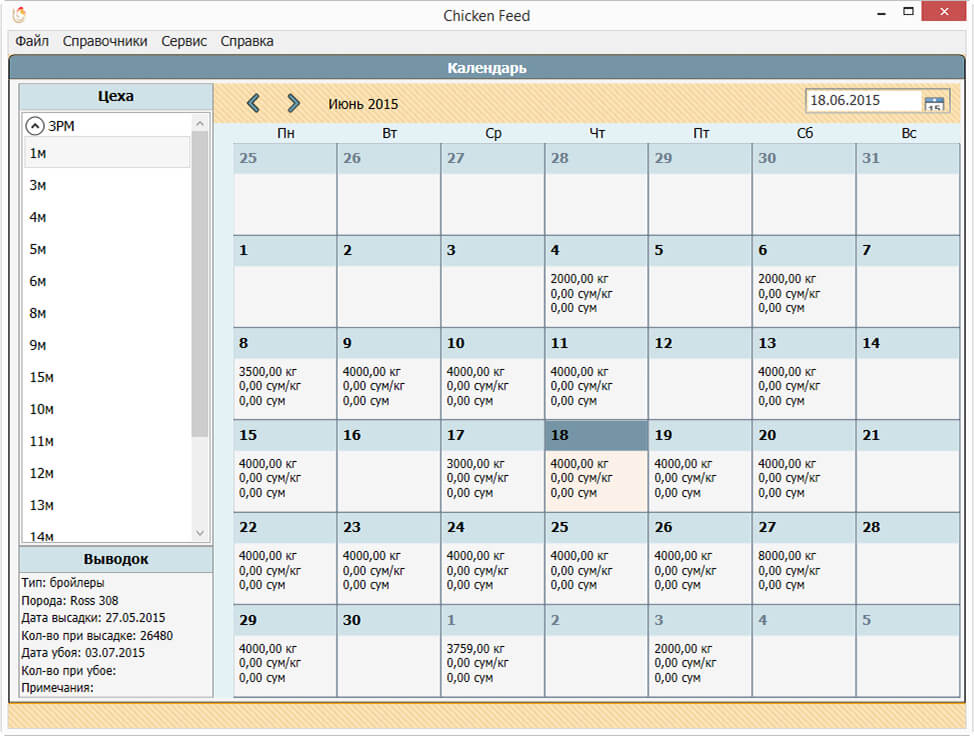 Chicken Feed
Файл Справочники Сервис Справка
Календарь
Цеха
ЗРМ
1м
3м
4м
5м
6м
8м
9м
15м
10м
11м
12м
13м
14м
Выводок
Тип: бройлеры
Порода: Ross 308
Дата высадки: 27.05.2015
Кол-во при высадке: 26480
Дата убоя: 03.07.2015
Кол-во при убое:
Примечания:
Июнь 2015
18.06.2015
15
Пн Вт Ср Чт Пт Сб Вс
25 26 27 28 29 30 31
1 2 3 4 5 6 7
2000,00 кг 2000,00 кг
0,00 сум/кг 0,00 сум/кг
0,00 сум 0,00 сум
8 9 10 11 12 13 14
3500,00 кг 4000,00 кг 4000,00 кг 4000,00 кг 4000,00 кг
0,00 сум/кг 0,00 сум/кг 0,00 сум/кг 0,00 сум/кг 0,00 сум/кг
0,00 сум 0,00 сум 0,00 сум 0,00 сум 0,00 сум
15 16 17 18 19 20 21
4000,00 кг 3000,00 кг 4000,00 кг 4000,00 кг 4000,00 кг
0,00 сум/кг 0,00 сум/кг 0,00 сум/кг 0,00 сум/кг 0,00 сум/кг
0,00 сум 0,00 сум 0,00 сум 0,00 сум 0,00 сум
22 23 24 25 26 27 28
4000,00 кг 4000,00 кг 4000,00 кг 4000,00 кг 4000,00 кг 8000,00 кг
0,00 сум/кг 0,00 сум/кг 0,00 сум/кг 0,00 сум/кг 0,00 сум/кг 0,00 сум/кг
0,00 сум 0,00 сум 0,00 сум 0,00 сум 0,00 сум 0,00 сум
29 30 1 2 3 4 5
4000,00 кг 3759,00 кг 2000,00 кг
0,00 сум/кг 0,00 сум/кг 0,00 сум/кг
0,00 сум 0,00 сум 0,00 сум